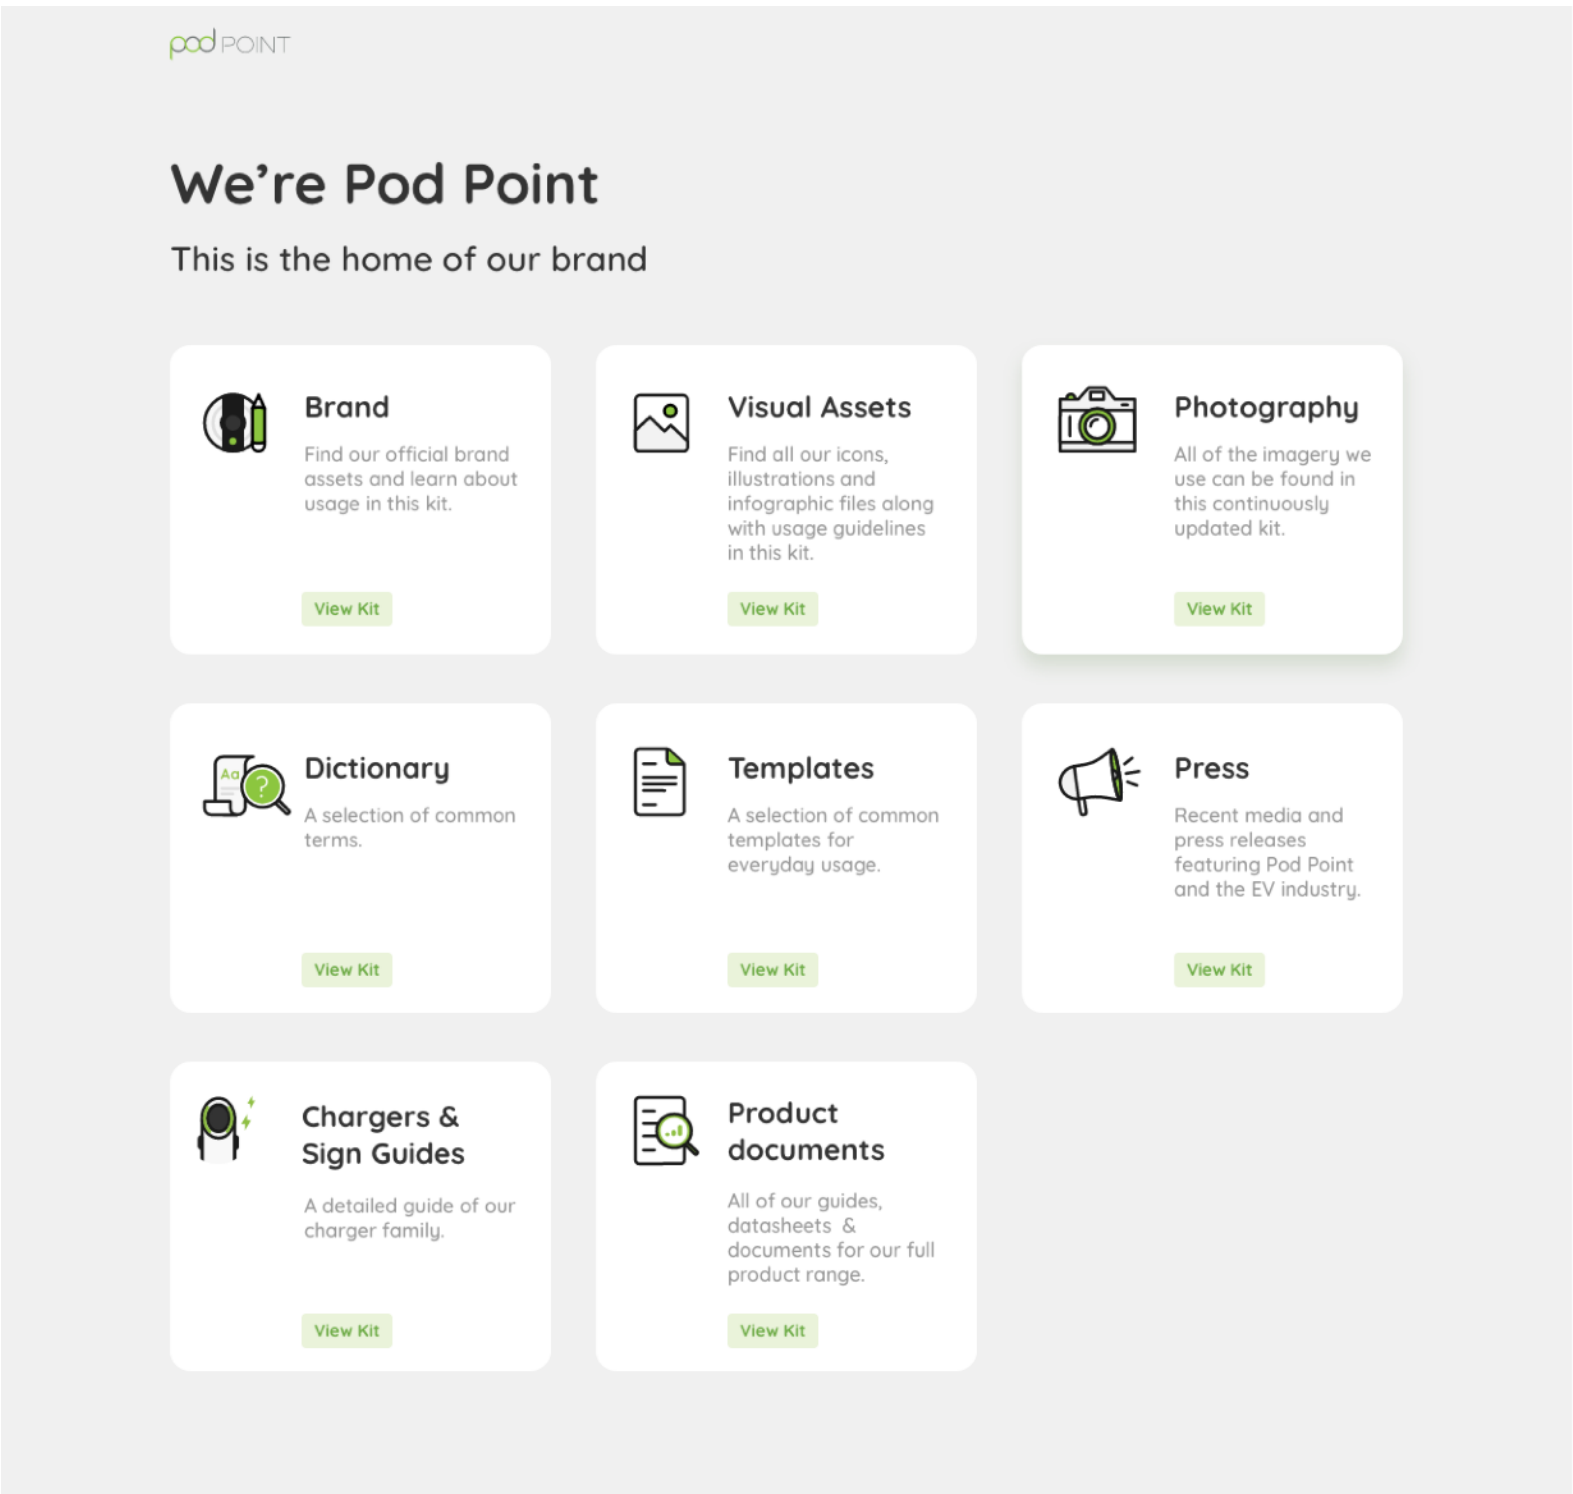 pod POINT
We're Pod Point
This is the home of our brand
Brand
Find our official brand
assets and learn about
usage in this kit.
View Kit
Visual Assets
Find all our icons,
illustrations and
infographic files along
with usage guidelines
in this kit.
View Kit
Photography
All of the imagery we
use can be found in
this continuously
updated kit.
View Kit
Aa
?
Dictionary
A selection of common
terms.
View Kit
Templates
A selection of common
templates for
everyday usage.
View Kit
Press
Recent media and
press releases
featuring Pod Point
and the EV industry.
View Kit
Chargers &
Sign Guides
A detailed guide of our
charger family.
View Kit
Product
documents
All of our guides,
datasheets &
documents for our full
product range.
View Kit